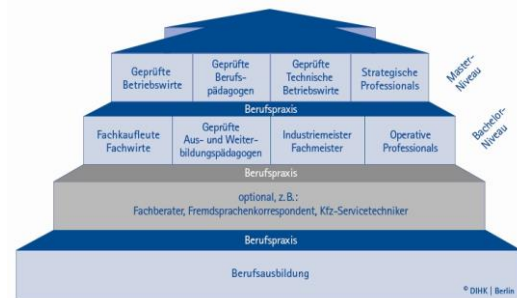 Geprüfte
Betriebswirte
Geprüfte
Berufs-
pädagogen
Geprüfte
Technische
Betriebswirte
Strategische
Professionals
Master-
Niveau
Berufspraxis
Fachkaufleute
Fachwirte
Geprüfte
Aus- und Weiter-
bildungspädagogen
Industriemeister
Fachmeister
Operative
Professionals
Bachelor-
Niveau
Berufspraxis
optional, z.B.:
Fachberater, Fremdsprachenkorrespondent, Kfz-Servicetechniker
Berufspraxis
Berufsausbildung
© DIHK | Berlin